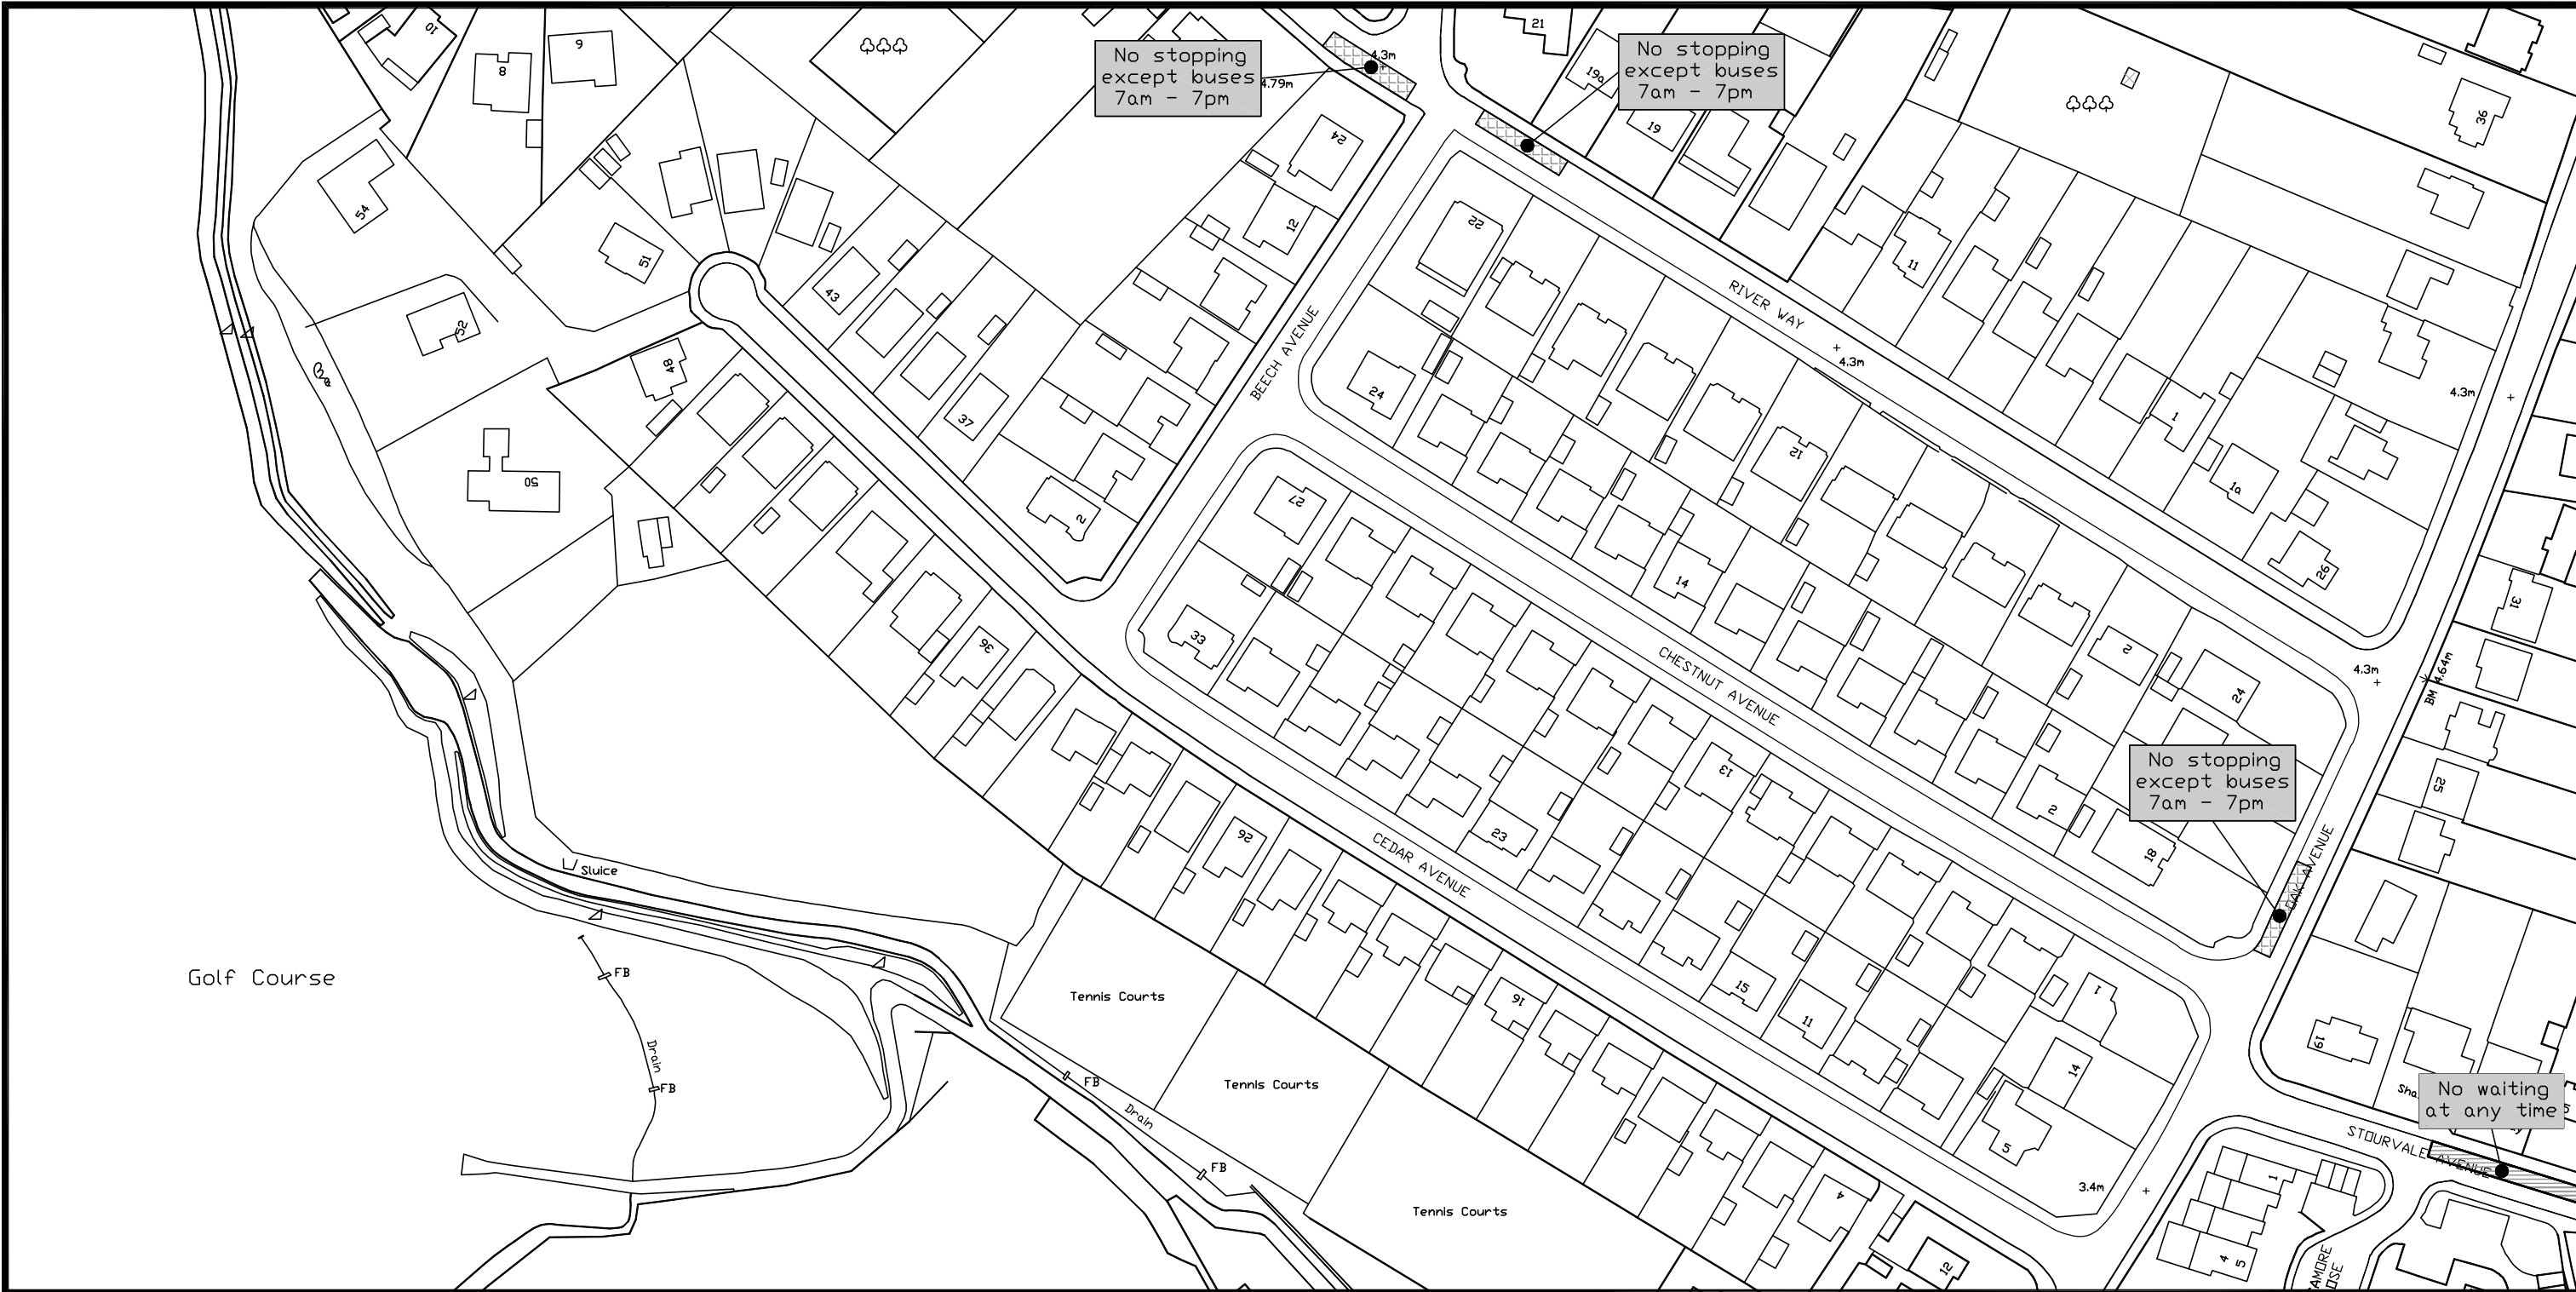 No stopping
except buses
7am - 7pm
4.3m
4.79m
No stopping
except buses
7am - 7pm
21
19a
19
10
9
8
54
51
52
48
50
43
37
36
24
12
2
22
24
BEECH AVENUE
RIVER WAY
4.3m
11
1
1a
26
36
4.3m
31
25
19
27
33
12
14
2
24
2
18
CHESTNUT AVENUE
4.3m
BM 4.64m
No stopping
except buses
7am - 7pm
OAK AVENUE
13
23
15
11
1
14
5
CEDAR AVENUE
26
16
4
12
Sluice
Golf Course
FB
Drain
FB
Tennis Courts
Tennis Courts
Tennis Courts
FB
Drain
FB
3.4m
No waiting
at any time
Sha
STOURVALE AVENUE
1
4
5
AMORE
OSE